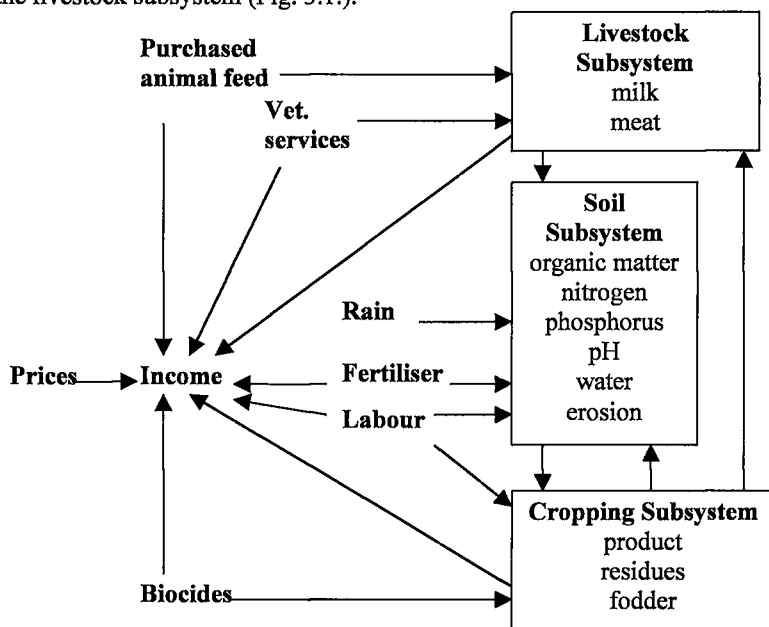 the livestock subsystem (Fig. 3.1.).
Purchased
animal feed
Vet.
services
Livestock
Subsystem
milk
meat
Soil
Subsystem
organic matter
nitrogen
phosphorus
pH
water
erosion
Rain
Prices
Income
Fertiliser
Labour
Cropping Subsystem
product
residues
fodder
Biocides